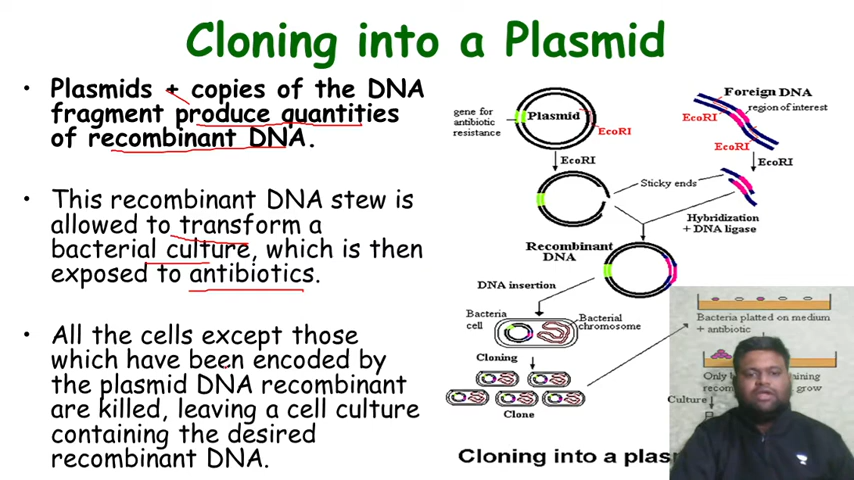 Cloning into a Plasmid
• Plasmids + copies of the DNA
fragment produce quantities
of recombinant DNA.
• This recombinant DNA stew is
allowed to transform a
bacterial culture, which is then
exposed to antibiotics.
• All the cells except those
which have been encoded by
the plasmid DNA recombinant
are killed, leaving a cell culture
containing the desired
recombinant DNA.
gene for
antibiotic
resistance
Plasmid
EcoRI
EcoRI
Foreign DNA
region of interest
EcoRI
EcoRI
EcoRI
Sticky ends
Hybridization
+ DNA ligase
Recombinant
DNA
DNA insertion
Bacteria
cell
Bacterial
chromosome
Cloning
Clone
Bacteria platted on medium
+ antibiotic
Only
grow
Culture
Cloning into a